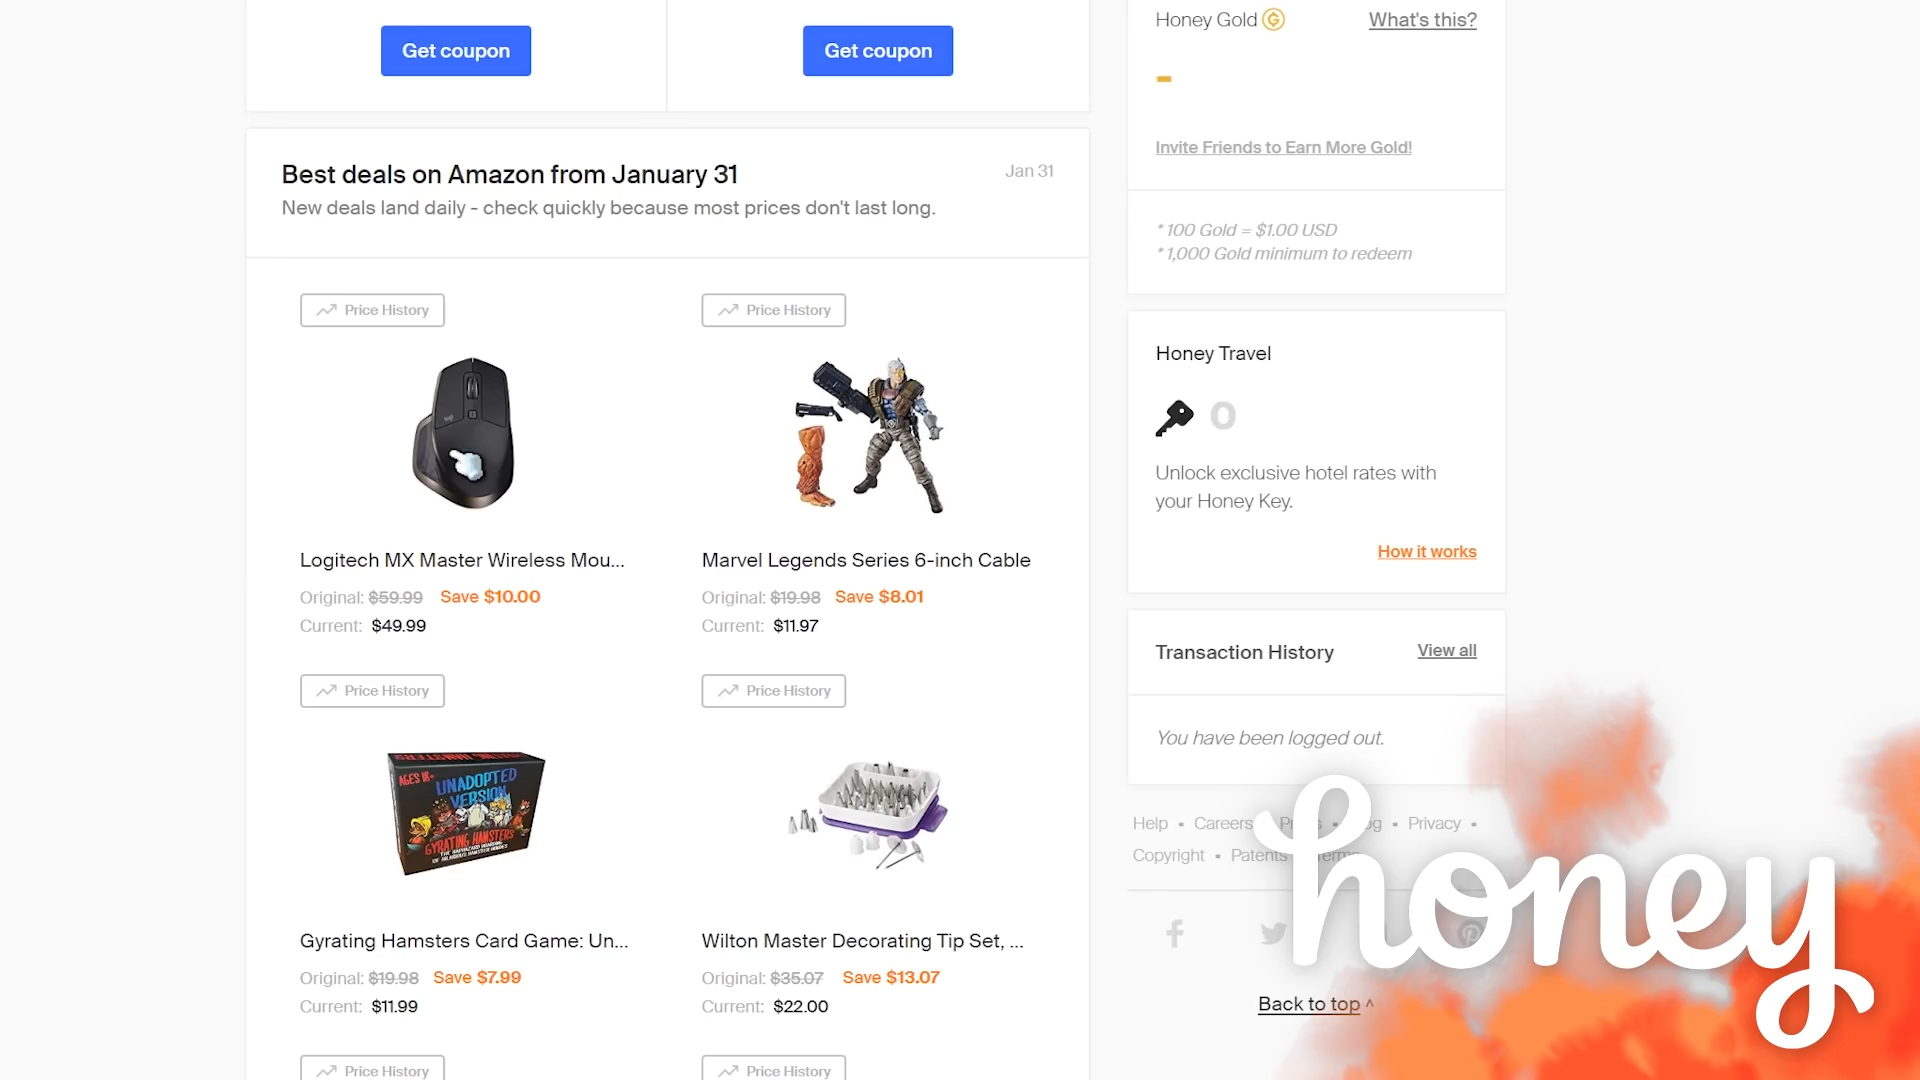 Get coupon
Get coupon
Best deals on Amazon from January 31
Jan 31
New deals land daily - check quickly because most prices don't last long.
Price History
Price History
Logitech MX Master Wireless Mou...
Original: $59.99 Save $10.00
Current: $49.99
Marvel Legends Series 6-inch Cable
Original: $19.98 Save $8.01
Current: $11.97
Price History
Price History
AGES 18+
UNADOPTED
VERSION
GYRATING HAMSTERS
Gyrating Hamsters Card Game: Un...
Original: $19.98 Save $7.99
Current: $11.99
Wilton Master Decorating Tip Set, ...
Original: $35.07 Save $13.07
Current: $22.00
Price History
Price History
Honey Gold
What's this?
-
Invite Friends to Earn More Gold!
* 100 Gold = $1.00 USD
* 1,000 Gold minimum to redeem
Honey Travel
0
Unlock exclusive hotel rates with
your Honey Key.
How it works
Transaction History
View all
You have been logged out.
Help • Careers • • Privacy •
Copyright • Patents
Back to top ^
honey